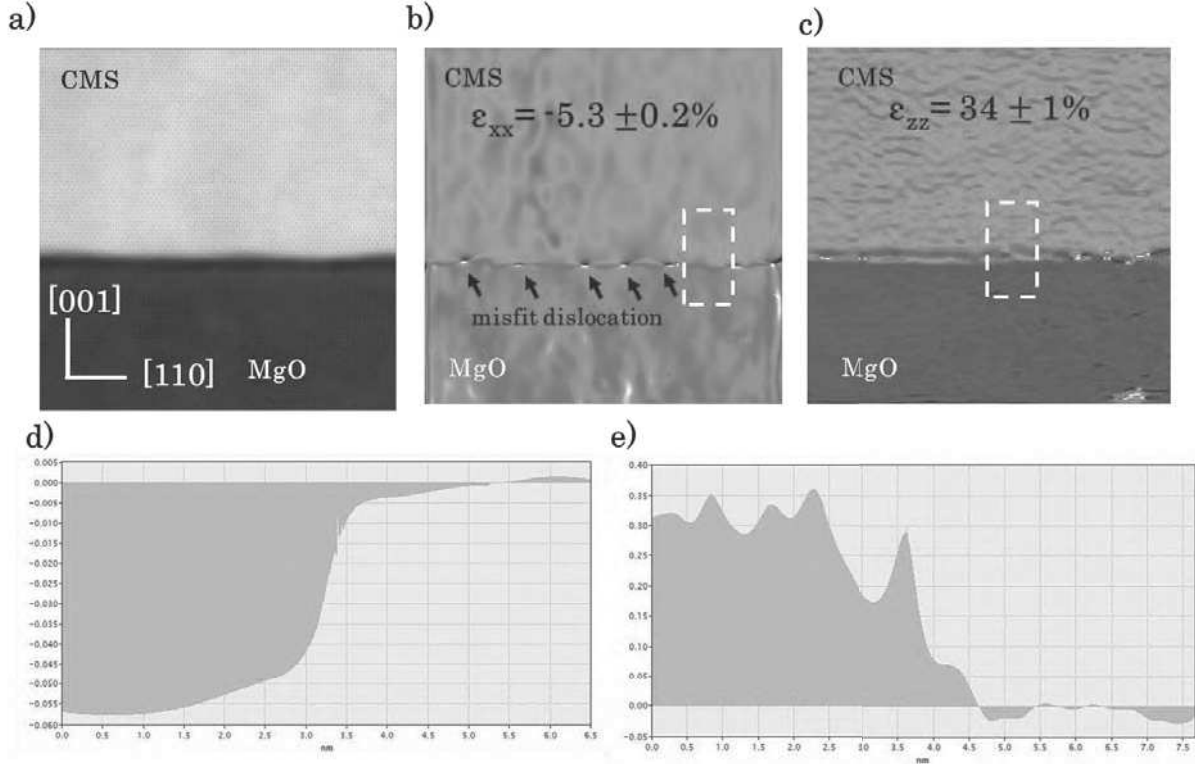 a)
CMS
[001]
[110]
MgO
b)
CMS
εxx= -5.3 ±0.2%
misfit dislocation
MgO
c)
CMS
εzz= 34 ± 1%
MgO
d)
0.005
0.000
-0.005
-0.010
-0.015
-0.020
-0.025
-0.030
-0.035
-0.040
-0.045
-0.050
-0.055
-0.060
0.0 0.5 1.0 1.5 2.0 2.5 3.0 3.5 4.0 4.5 5.0 5.5 6.0 6.5
nm
e)
0.40
0.35
0.30
0.25
0.20
0.15
0.10
0.05
0.00
-0.05
0.0 0.5 1.0 1.5 2.0 2.5 3.0 3.5 4.0 4.5 5.0 5.5 6.0 6.5 7.0 7.5
nm